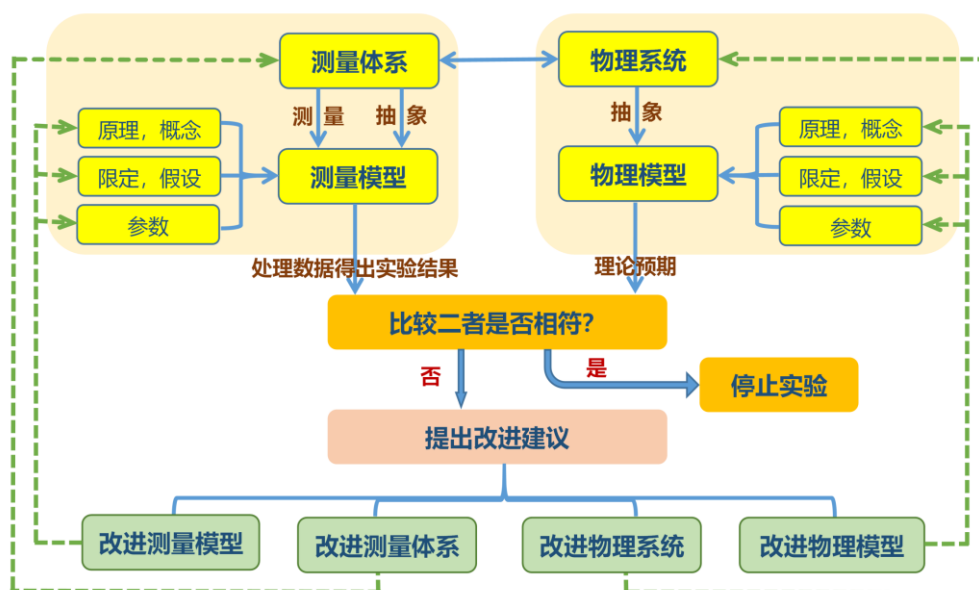 测量体系
物理系统
测 量
抽 象
抽 象
原理，概念
限定，假设
参数
测量模型
物理模型
原理，概念
限定，假设
参数
处理数据得出实验结果
理论预期
比较二者是否相符?
否
是
停止实验
提出改进建议
改进测量模型
改进测量体系
改进物理系统
改进物理模型